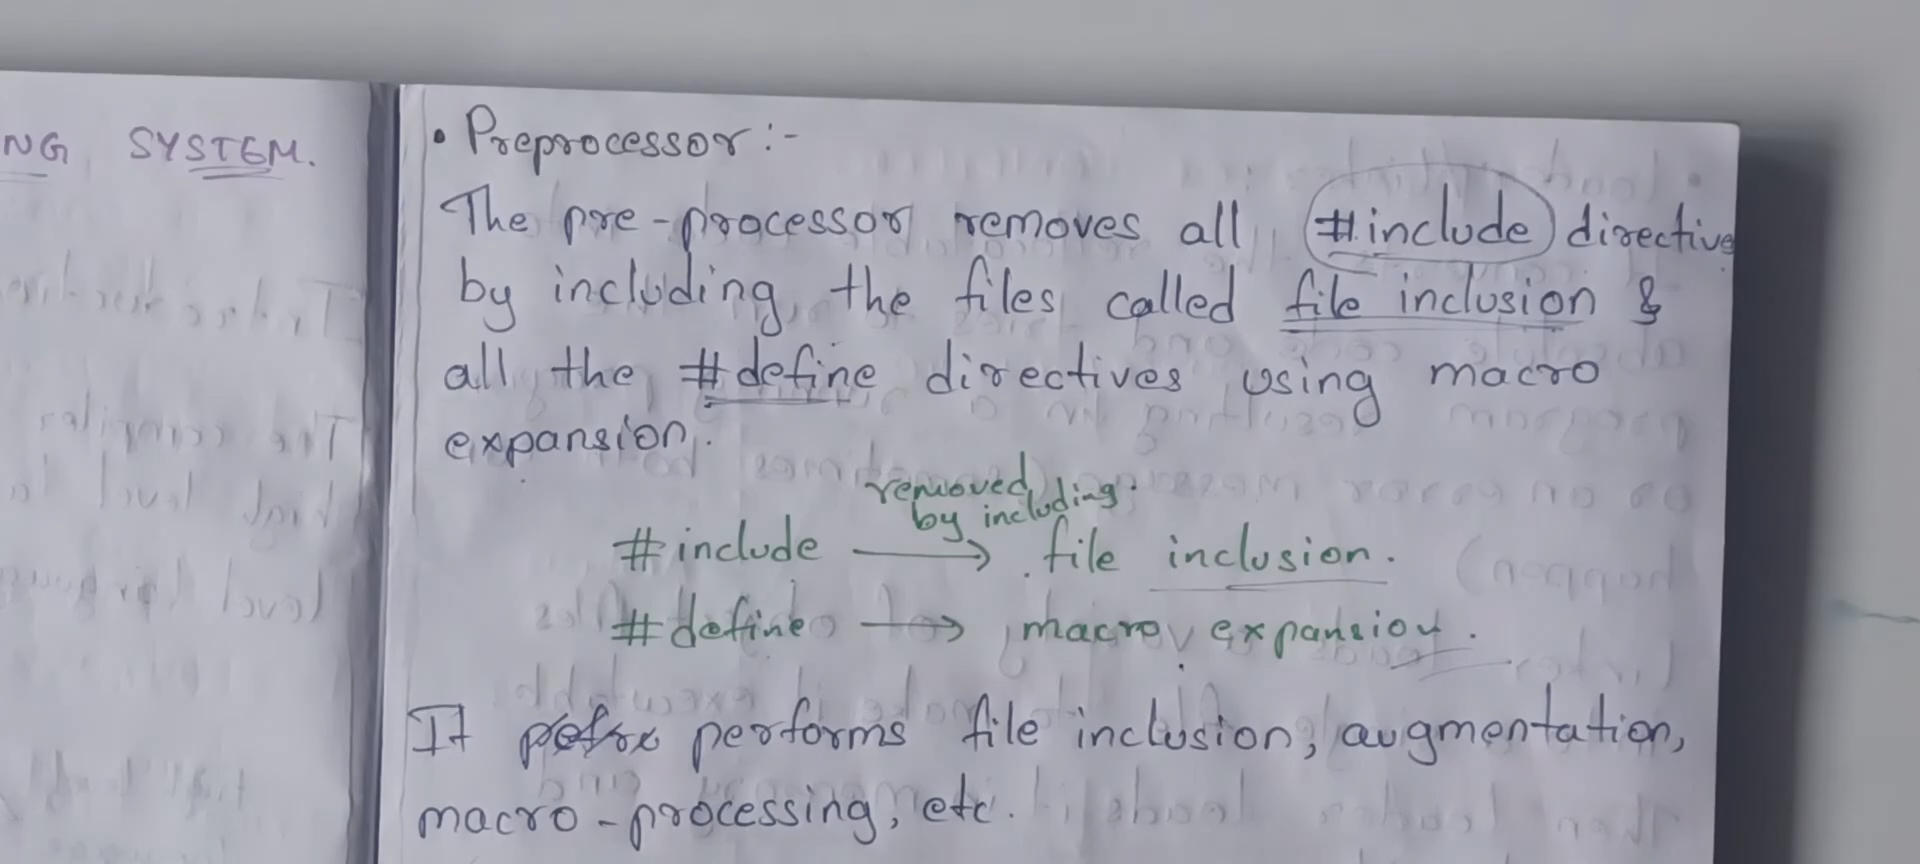 NG SYSTEM.
• Preprocessor :-
The pre-processor removes all #include directive
by including the files called file inclusion &
all the #define directives using macro
expansion.
removed
by including.
#include → file inclusion.
#define → macro expansion.
It performs file inclusion, augmentation,
macro-processing, etc.